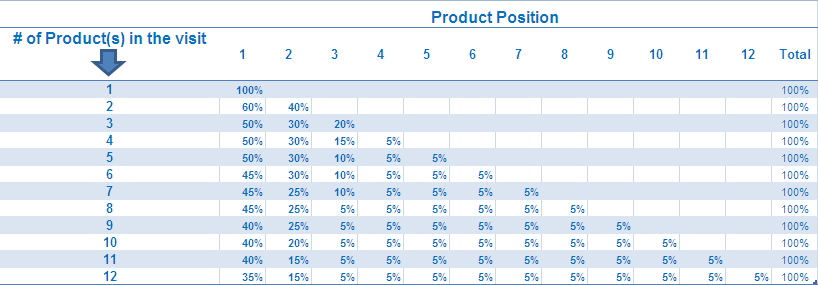 Product Position
# of Product(s) in the visit
1 2 3 4 5 6 7 8 9 10 11 12 Total
1 100% 100%
2 60% 40% 100%
3 50% 30% 20% 100%
4 50% 30% 15% 5% 100%
5 50% 30% 10% 5% 5% 100%
6 45% 30% 10% 5% 5% 5% 100%
7 45% 25% 10% 5% 5% 5% 5% 100%
8 45% 25% 5% 5% 5% 5% 5% 5% 100%
9 40% 25% 5% 5% 5% 5% 5% 5% 5% 100%
10 40% 20% 5% 5% 5% 5% 5% 5% 5% 5% 100%
11 40% 15% 5% 5% 5% 5% 5% 5% 5% 5% 5% 100%
12 35% 15% 5% 5% 5% 5% 5% 5% 5% 5% 5% 5% 100%